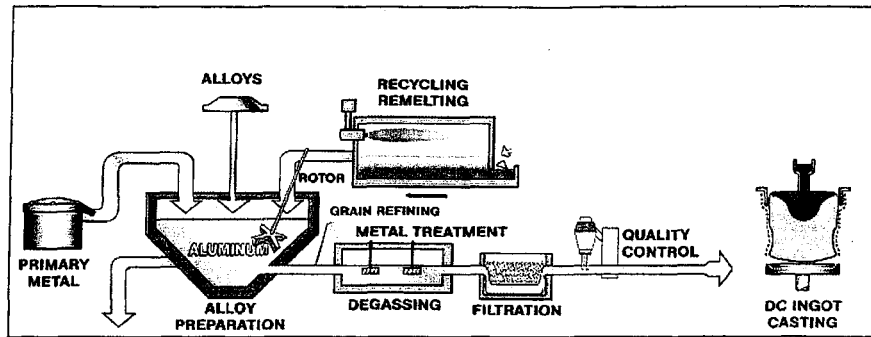 ALLOYS
RECYCLING
REMELTING
ROTOR
GRAIN REFINING
METAL TREATMENT
ALUMINUM
QUALITY
CONTROL
PRIMARY
METAL
ALLOY
PREPARATION
DEGASSING
FILTRATION
DC INGOT
CASTING